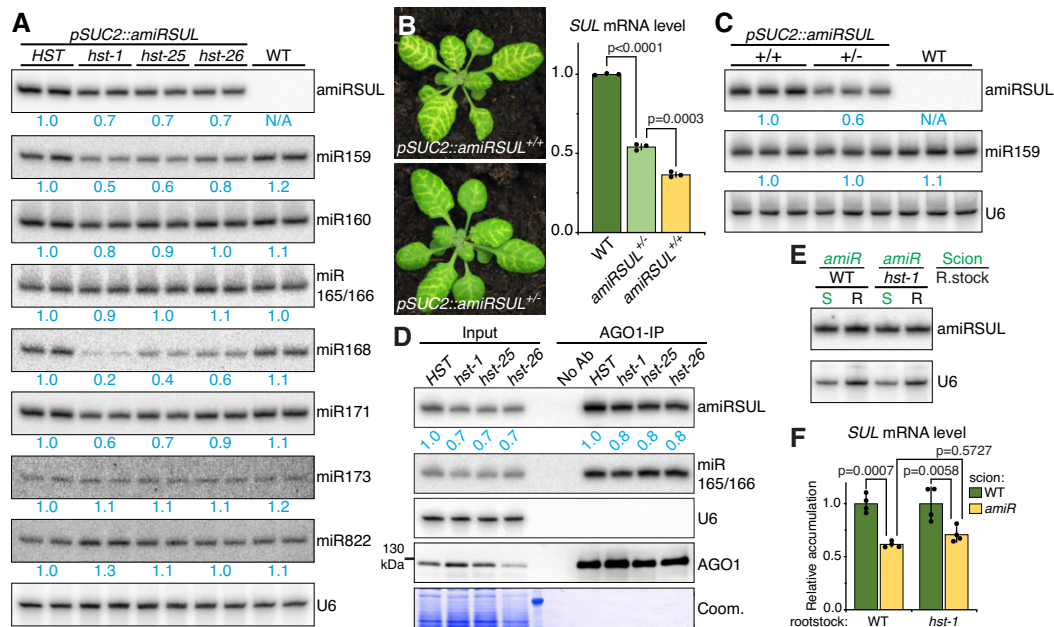 A
pSUC2::amiRSUL
HST hst-1 hst-25 hst-26 WT
amiRSUL
1.0 0.7 0.7 0.7 N/A
miR159
1.0 0.5 0.6 0.8 1.2
miR160
1.0 0.8 0.9 1.0 1.1
miR
165/166
1.0 0.9 1.0 1.1 1.0
miR168
1.0 0.2 0.4 0.6 1.1
miR171
1.0 0.6 0.7 0.9 1.1
miR173
1.0 1.1 1.1 1.1 1.2
miR822
1.0 1.3 1.1 1.0 1.1
U6
B
pSUC2::amiRSUL+/+
pSUC2::amiRSUL+/-
SUL mRNA level
p<0.0001
p=0.0003
1.0
0.5
0.0
WT
amiRSUL+/-
amiRSUL+/+
C
pSUC2::amiRSUL
+/+ +/- WT
amiRSUL
1.0 0.6 N/A
miR159
1.0 1.0 1.1
U6
D
Input AGO1-IP
HST hst-1 hst-25 hst-26 No Ab HST hst-1 hst-25 hst-26
amiRSUL
1.0 0.7 0.7 0.7 1.0 0.8 0.8 0.8
miR
165/166
U6
130
kDa
AGO1
Coom.
E
amiR amiR Scion
WT hst-1 R.stock
S R S R
amiRSUL
U6
F
SUL mRNA level
p=0.5727
p=0.0007 p=0.0058
scion:
WT
amiR
Relative accumulation
1.0
0.5
0.0
rootstock: WT hst-1